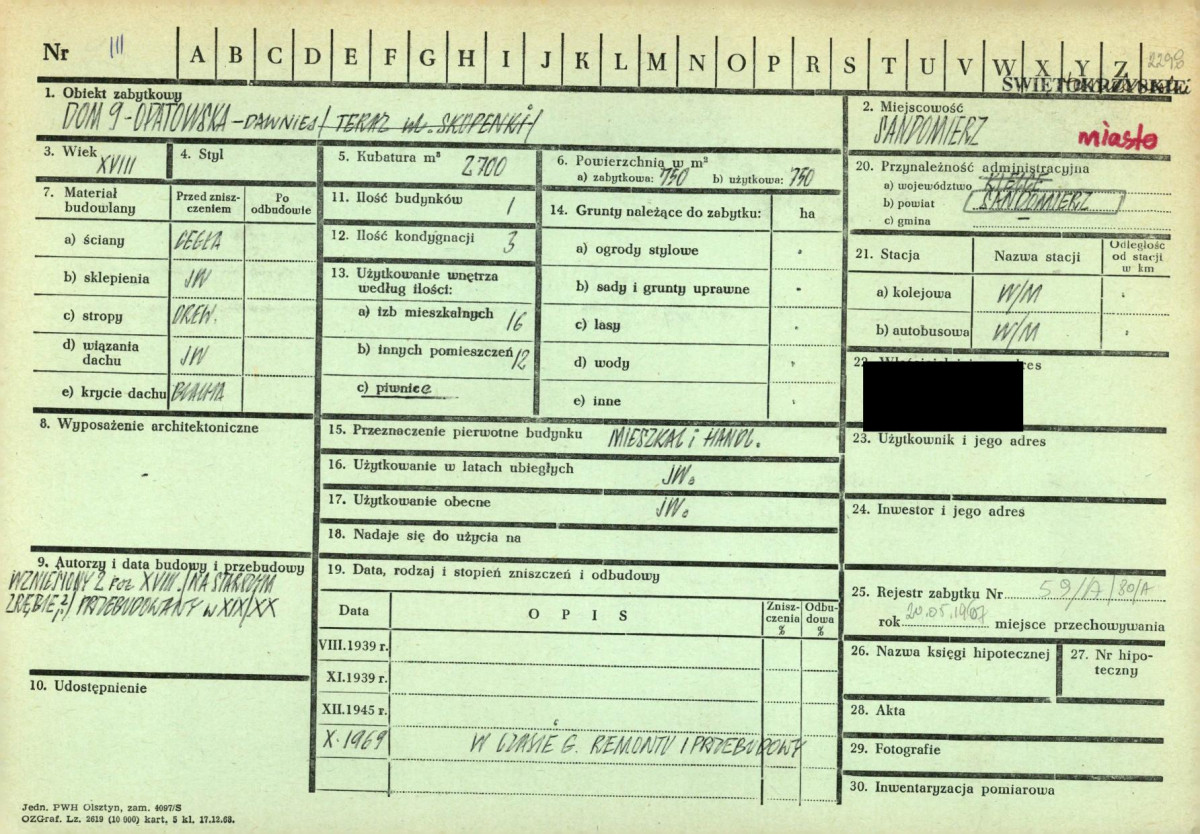 Nr III A B C D E F G H I J K L M N O P R S T U V W X Y Z 2298
ŚWIĘTOKRZYSKIE
1. Obiekt zabytkowy
DOM 9 - OPATOWSKA - DAWNIEJ / TERAZ ul. SKOPENKI /
2. Miejscowość
SANDOMIERZ miasto
3. Wiek XVIII
4. Styl
5. Kubatura m³ 2700
6. Powierzchnia w m²
a) zabytkowa: 750 b) użytkowa: 750
7. Materiał budowlany
Przed zniszczeniem
Po odbudowie
a) ściany CEGŁA
b) sklepienia JW
c) stropy DREW.
d) wiązania dachu JW
e) krycie dachu BLACHA
8. Wyposażenie architektoniczne
-
9. Autorzy i data budowy i przebudowy
WZNIESIONY 2 POŁ XVIII. / NA STARSZYM
ZRĘBIE ?/ PRZEBUDOWANY W XIX/XX
10. Udostępnienie
11. Ilość budynków 1
12. Ilość kondygnacji 3
13. Użytkowanie wnętrza
według ilości:
a) izb mieszkalnych 16
b) innych pomieszczeń 12
c) piwnice
14. Grunty należące do zabytku: ha
a) ogrody stylowe -
b) sady i grunty uprawne -
c) lasy
d) wody
e) inne
15. Przeznaczenie pierwotne budynku MIESZKAL i HANDL.
16. Użytkowanie w latach ubiegłych JW.
17. Użytkowanie obecne JW.
18. Nadaje się do użycia na
19. Data, rodzaj i stopień zniszczeń i odbudowy
Data OPIS Zniszczenia % Odbudowa %
VIII.1939 r.
XI.1939 r.
XII.1945 r.
X.1969 W CZASIE G. REMONTU I PRZEBUDOWY
20. Przynależność administracyjna
a) województwo KIELCE
b) powiat SANDOMIERZ
c) gmina -
21. Stacja Nazwa stacji Odległość od stacji w km
a) kolejowa W/M
b) autobusowa W/M
23. Użytkownik i jego adres
24. Inwestor i jego adres
25. Rejestr zabytku Nr 59/A/80/A
rok 20.05.1967 miejsce przechowywania
26. Nazwa księgi hipotecznej
27. Nr hipoteczny
28. Akta
29. Fotografie
30. Inwentaryzacja pomiarowa
Jedn. PWH Olsztyn, zam. 4097/S
OZGraf. Lz. 2619 (10 000) kart. 5 kl. 17.12.68.